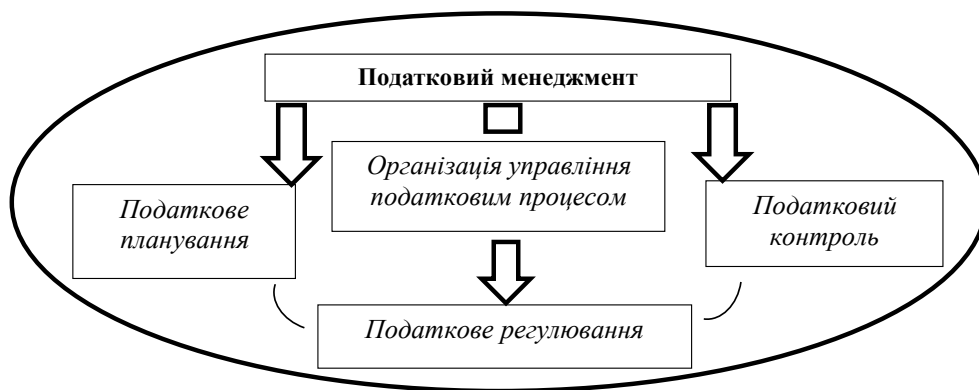 Податковий менеджмент
Організація управління
податковим процесом
Податкове
планування
Податковий
контроль
Податкове регулювання